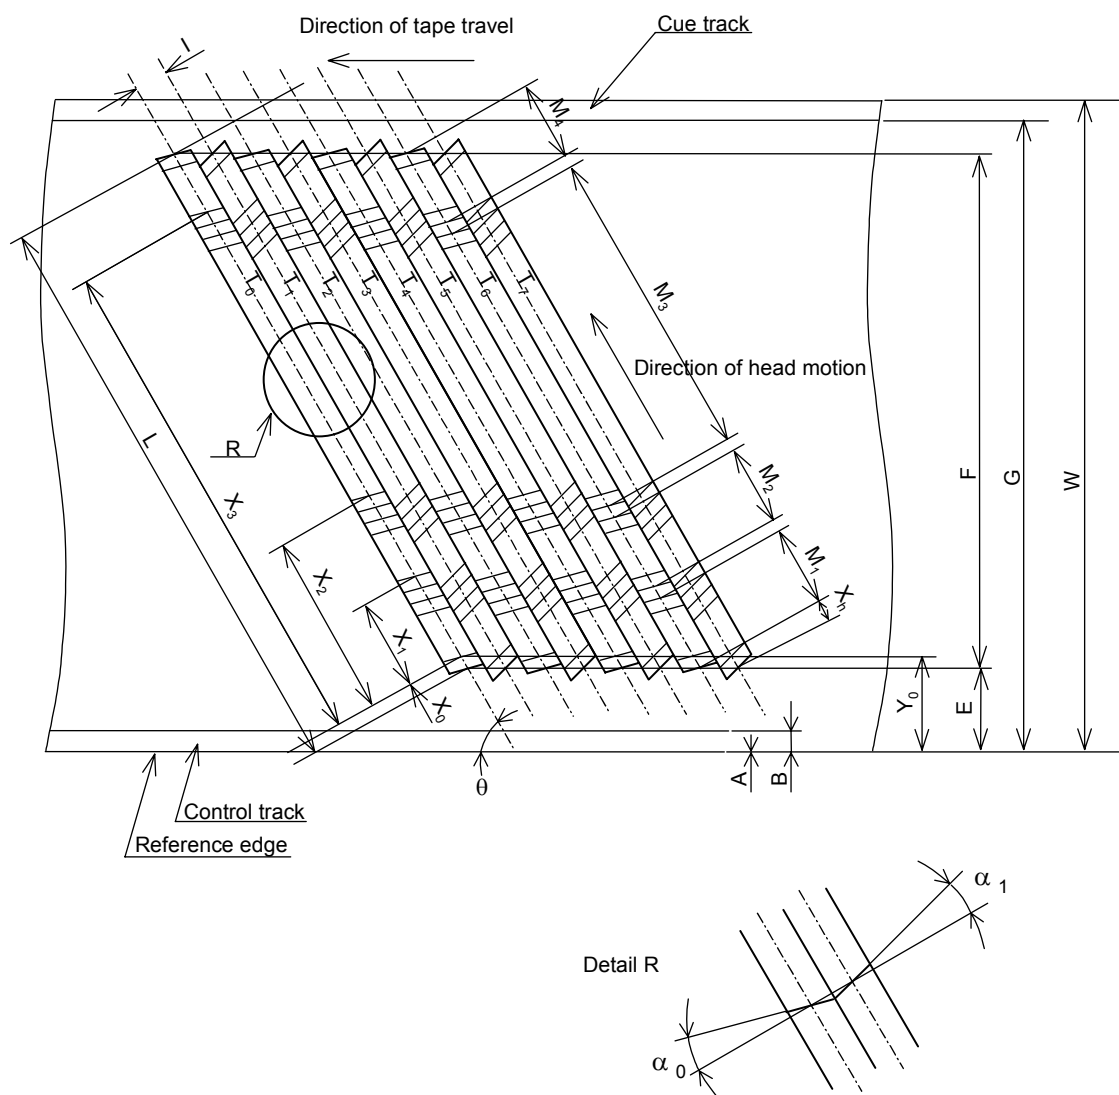 Direction of tape travel
Cue track
I
M4
T0
T1
T2
T3
T4
T5
T6
T7
M3
Direction of head motion
L
R
X3
F
G
W
M2
X2
M1
X1
Xh
X0
Y0
E
A
B
θ
Control track
Reference edge
α 1
Detail R
α 0